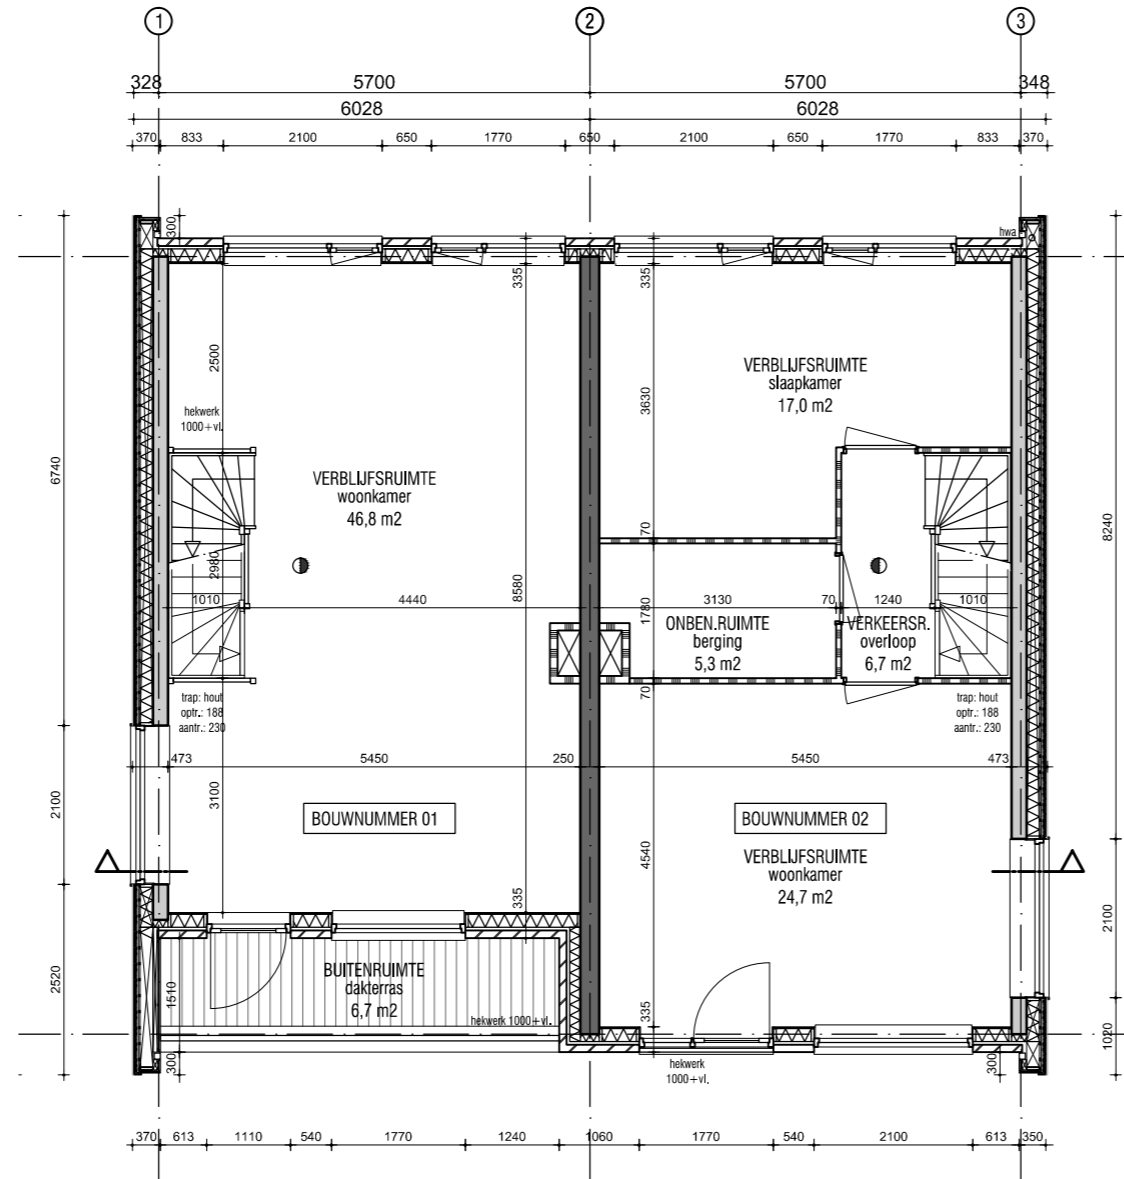 1 2 3
328 5700 5700 348
6028 6028
370 833 2100 650 1770 650 2100 650 1770 833 370
300
hwa
335 335
2500
VERBLIJFSRUIMTE
slaapkamer
17,0 m2
3630
hekwerk
1000+vl.
6740
VERBLIJFSRUIMTE
woonkamer
46,8 m2
8240
70
2980
8580
1010 4440 3130 70 1240 1010
1780
ONBEN.RUIMTE
berging
5,3 m2
VERKEERSR.
overloop
6,7 m2
70
trap: hout
optr.: 188
aantr.: 230
trap: hout
optr.: 188
aantr.: 230
473 5450 250 5450 473
2100
3100
BOUWNUMMER 01
BOUWNUMMER 02
4540
VERBLIJFSRUIMTE
woonkamer
24,7 m2
335
2100
2520
1510
BUITENRUIMTE
dakterras
6,7 m2
hekwerk 1000+vl.
335
1020
300
hekwerk
1000+vl.
300
370 613 1110 540 1770 1240 1060 1770 540 2100 613 350